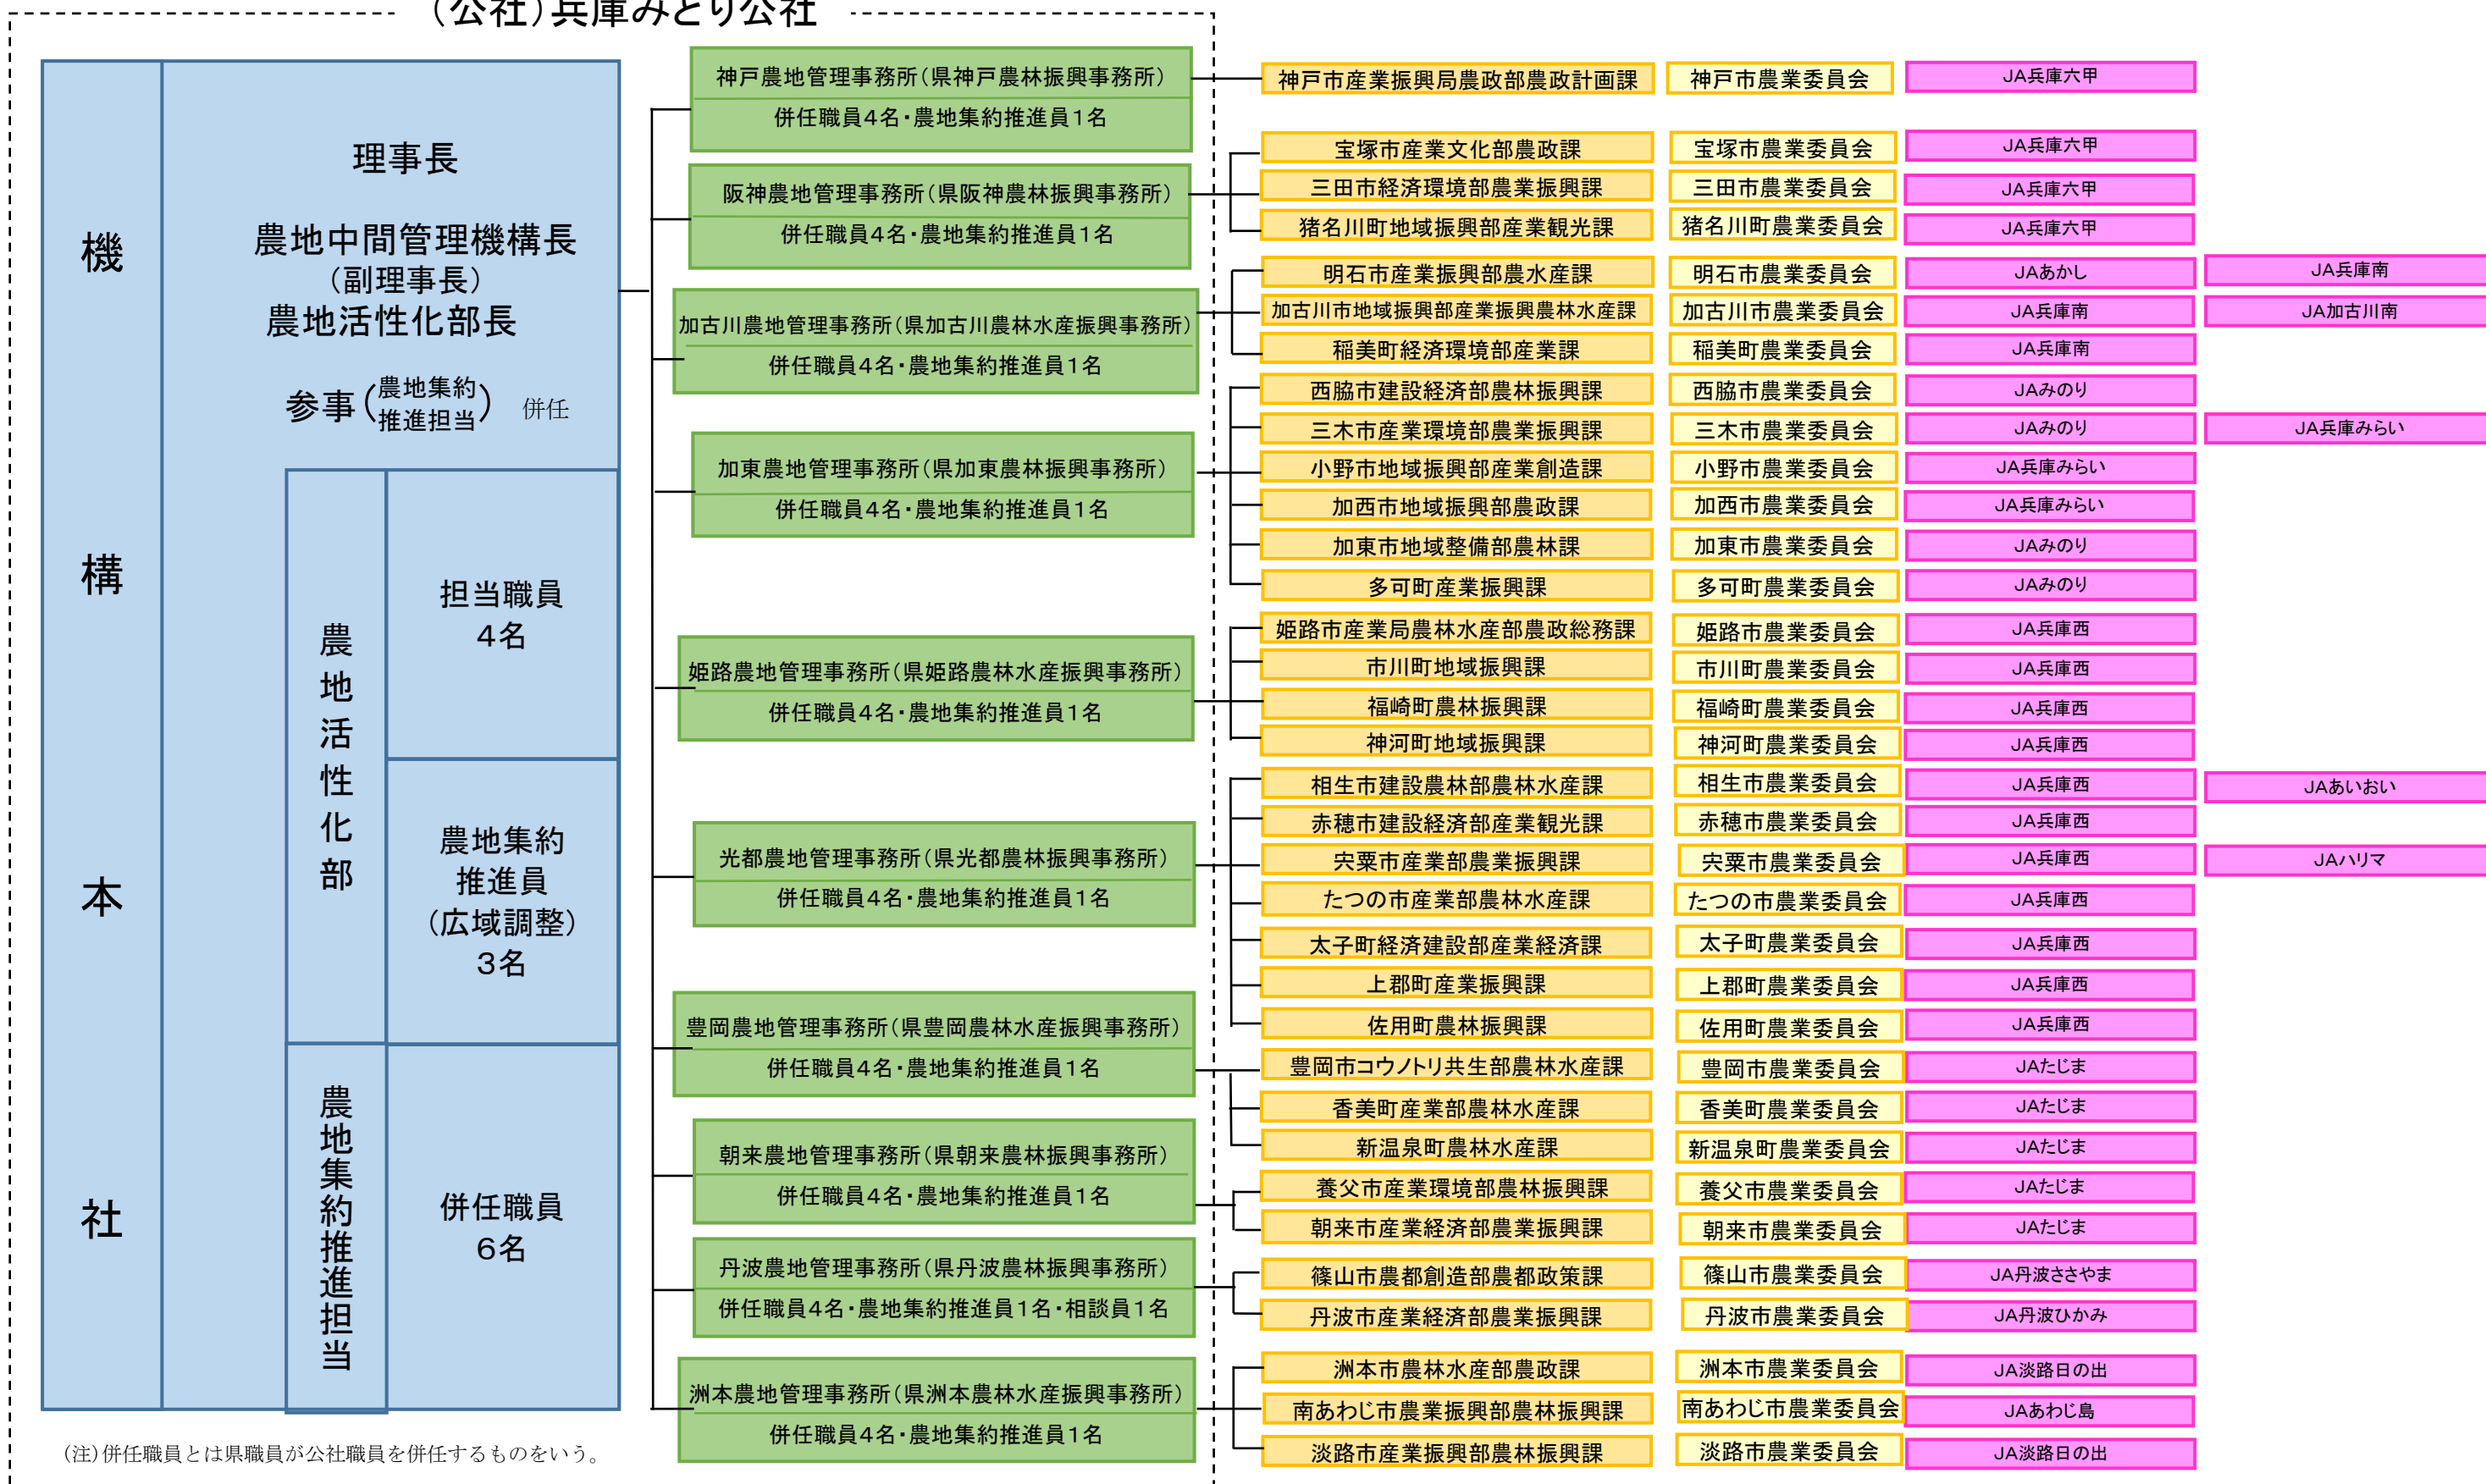 （公社）兵庫みどり公社
機構本社
理事長
農地中間管理機構長
（副理事長）
農地活性化部長
参事（農地集約
推進担当）　併任
農地活性化部
担当職員
４名
農地集約
推進員
（広域調整）
３名
農地集約推進担当
併任職員
６名
（注）併任職員とは県職員が公社職員を併任するものをいう。
神戸農地管理事務所（県神戸農林振興事務所）
併任職員４名・農地集約推進員１名
阪神農地管理事務所（県阪神農林振興事務所）
併任職員４名・農地集約推進員１名
加古川農地管理事務所（県加古川農林水産振興事務所）
併任職員４名・農地集約推進員１名
加東農地管理事務所（県加東農林振興事務所）
併任職員４名・農地集約推進員１名
姫路農地管理事務所（県姫路農林水産振興事務所）
併任職員４名・農地集約推進員１名
光都農地管理事務所（県光都農林振興事務所）
併任職員４名・農地集約推進員１名
豊岡農地管理事務所（県豊岡農林水産振興事務所）
併任職員４名・農地集約推進員１名
朝来農地管理事務所（県朝来農林振興事務所）
併任職員４名・農地集約推進員１名
丹波農地管理事務所（県丹波農林振興事務所）
併任職員４名・農地集約推進員１名・相談員１名
洲本農地管理事務所（県洲本農林水産振興事務所）
併任職員４名・農地集約推進員１名
神戸市産業振興局農政部農政計画課　神戸市農業委員会　JA兵庫六甲
宝塚市産業文化部農政課　宝塚市農業委員会　JA兵庫六甲
三田市経済環境部農業振興課　三田市農業委員会　JA兵庫六甲
猪名川町地域振興部産業観光課　猪名川町農業委員会　JA兵庫六甲
明石市産業振興部農水産課　明石市農業委員会　JAあかし　JA兵庫南
加古川市地域振興部産業振興農林水産課　加古川市農業委員会　JA兵庫南　JA加古川南
稲美町経済環境部産業課　稲美町農業委員会　JA兵庫南
西脇市建設経済部農林振興課　西脇市農業委員会　JAみのり
三木市産業環境部農業振興課　三木市農業委員会　JAみのり　JA兵庫みらい
小野市地域振興部産業創造課　小野市農業委員会　JA兵庫みらい
加西市地域振興部農政課　加西市農業委員会　JA兵庫みらい
加東市地域整備部農林課　加東市農業委員会　JAみのり
多可町産業振興課　多可町農業委員会　JAみのり
姫路市産業局農林水産部農政総務課　姫路市農業委員会　JA兵庫西
市川町地域振興課　市川町農業委員会　JA兵庫西
福崎町農林振興課　福崎町農業委員会　JA兵庫西
神河町地域振興課　神河町農業委員会　JA兵庫西
相生市建設農林部農林水産課　相生市農業委員会　JA兵庫西　JAあいおい
赤穂市建設経済部産業観光課　赤穂市農業委員会　JA兵庫西
宍粟市産業部農業振興課　宍粟市農業委員会　JA兵庫西　JAハリマ
たつの市産業部農林水産課　たつの市農業委員会　JA兵庫西
太子町経済建設部産業経済課　太子町農業委員会　JA兵庫西
上郡町産業振興課　上郡町農業委員会　JA兵庫西
佐用町農林振興課　佐用町農業委員会　JA兵庫西
豊岡市コウノトリ共生部農林水産課　豊岡市農業委員会　JAたじま
香美町産業部農林水産課　香美町農業委員会　JAたじま
新温泉町農林水産課　新温泉町農業委員会　JAたじま
養父市産業環境部農林振興課　養父市農業委員会　JAたじま
朝来市産業経済部農業振興課　朝来市農業委員会　JAたじま
篠山市農都創造部農都政策課　篠山市農業委員会　JA丹波ささやま
丹波市産業経済部農業振興課　丹波市農業委員会　JA丹波ひかみ
洲本市農林水産部農政課　洲本市農業委員会　JA淡路日の出
南あわじ市農業振興部農林振興課　南あわじ市農業委員会　JAあわじ島
淡路市産業振興部農林振興課　淡路市農業委員会　JA淡路日の出